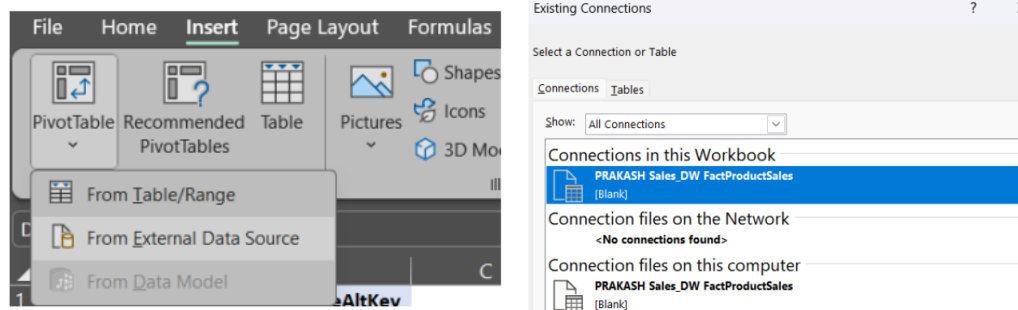 File Home Insert Page Layout Formulas
PivotTable
Recommended
PivotTables
Table
Pictures
Shapes
Icons
3D Mo
From Table/Range
From External Data Source
From Data Model
D
C
1
eAltKey
Existing Connections ?
Select a Connection or Table
Connections Tables
Show: All Connections
Connections in this Workbook
PRAKASH Sales_DW FactProductSales
[Blank]
Connection files on the Network
<No connections found>
Connection files on this computer
PRAKASH Sales_DW FactProductSales
[Blank]